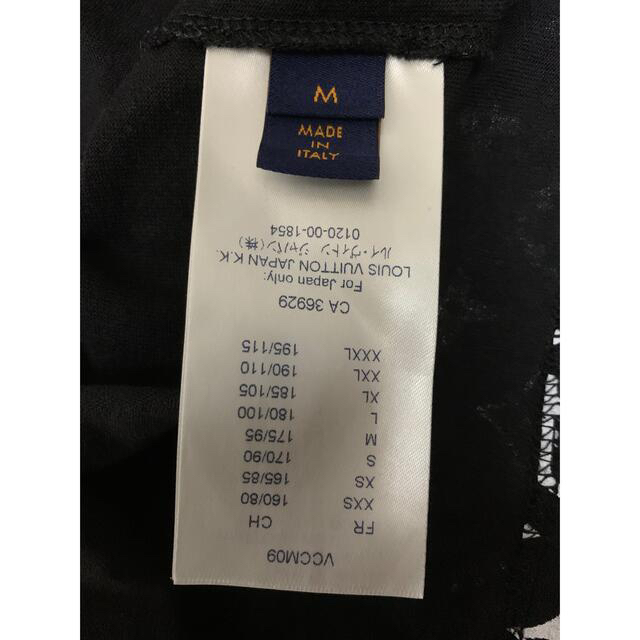 M
MADE
IN
ITALY
VCCM09
FR CH
XXS 160/80
XS 165/85
S 170/90
M 175/95
L 180/100
XL 185/105
XXL 190/110
XXXL 195/115
CA 36929
For Japan only:
LOUIS VUITTON JAPAN K.K.
ルイ・ヴィトン ジャパン(株)
0120-00-1854